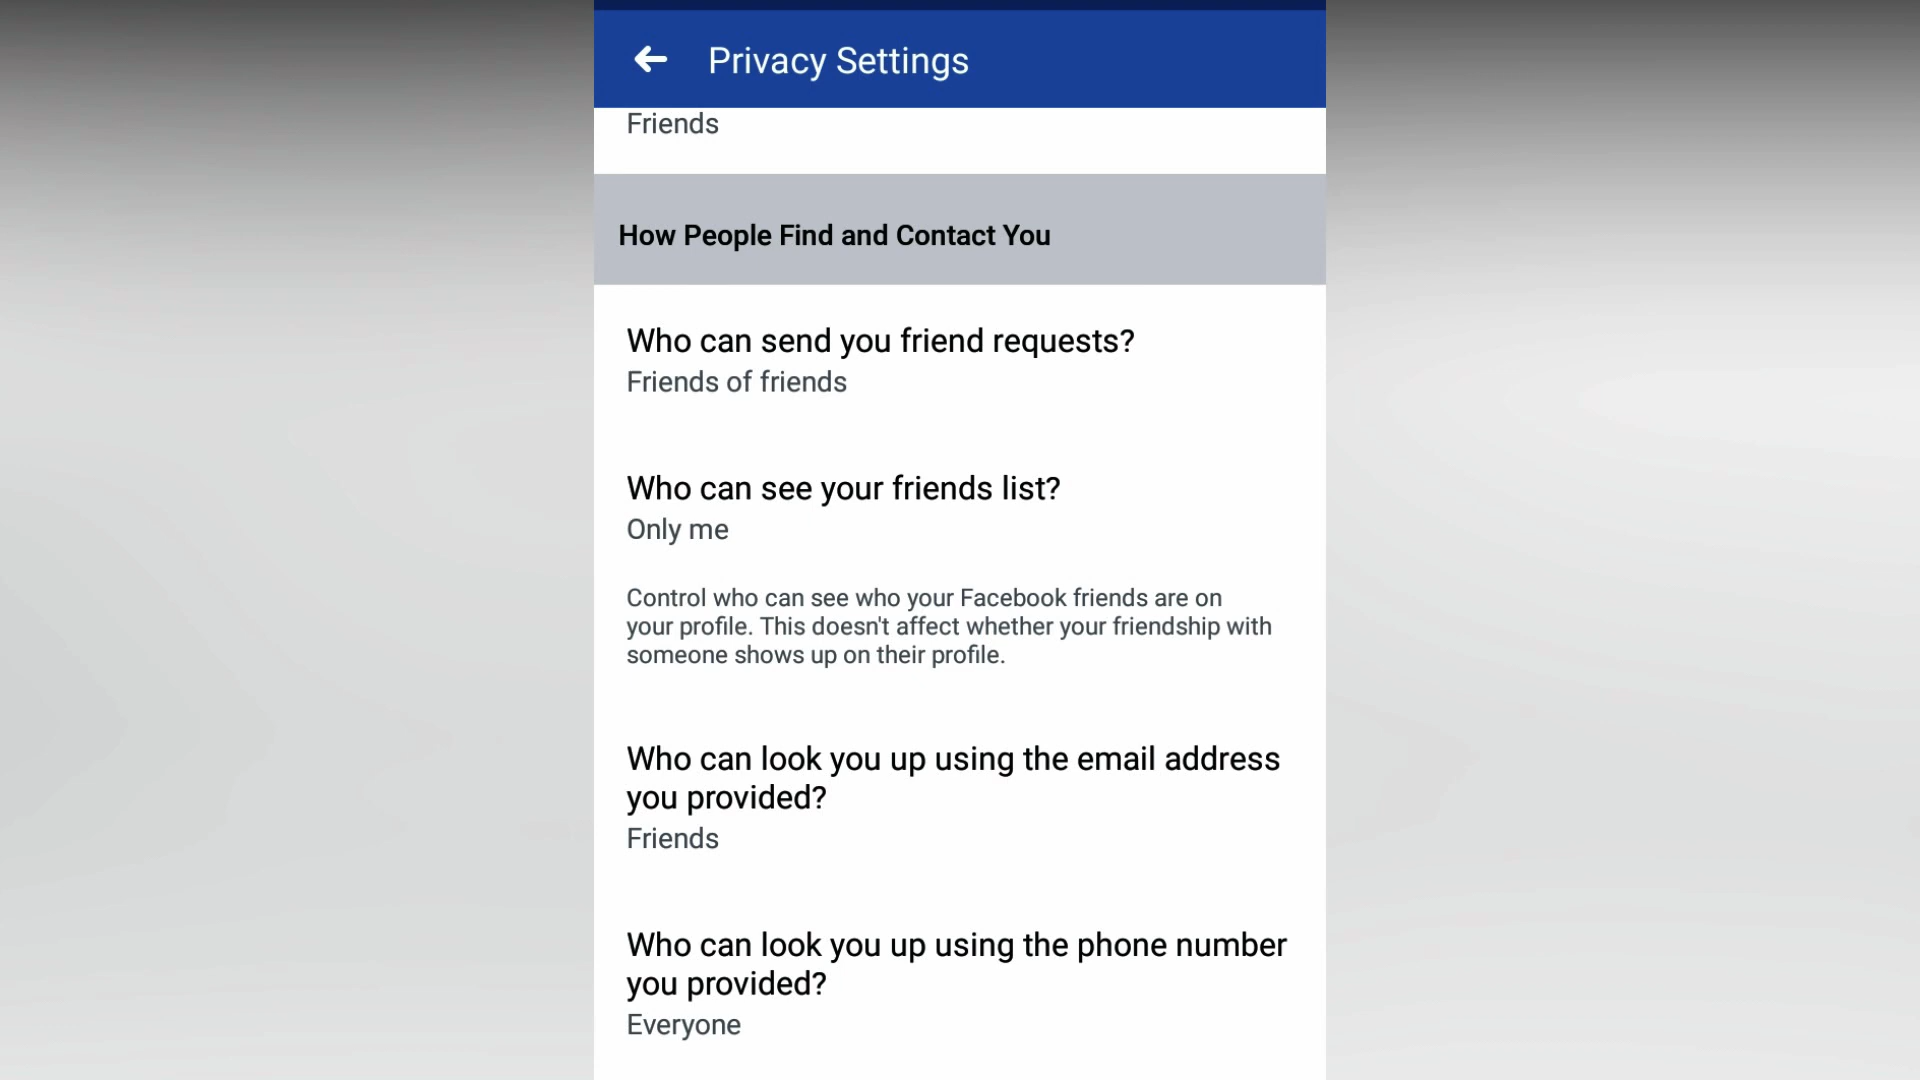 Privacy Settings
Friends
How People Find and Contact You
Who can send you friend requests?
Friends of friends
Who can see your friends list?
Only me
Control who can see who your Facebook friends are on
your profile. This doesn't affect whether your friendship with
someone shows up on their profile.
Who can look you up using the email address
you provided?
Friends
Who can look you up using the phone number
you provided?
Everyone